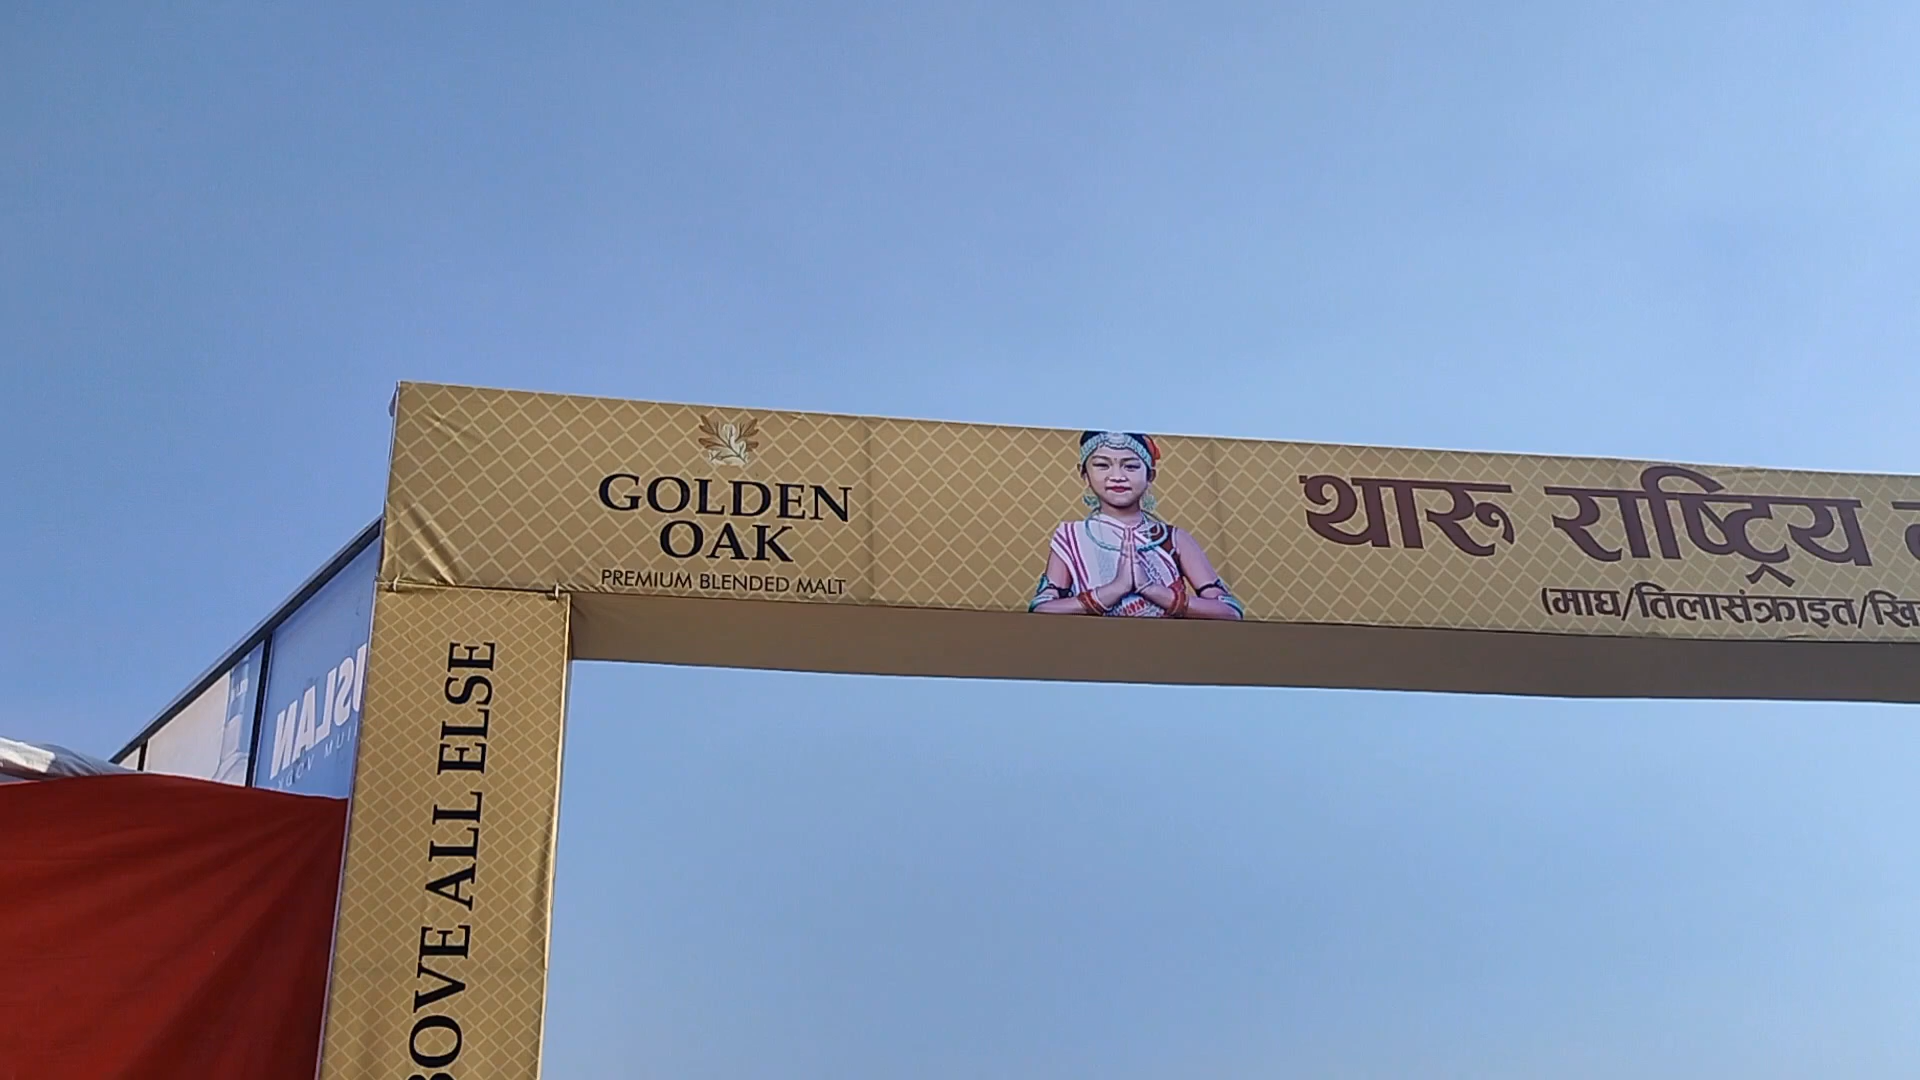 GOLDEN
OAK
PREMIUM BLENDED MALT
थारू राष्ट्रिय
(माघ/तिलासंक्राइत/खि
BOVE ALL ELSE